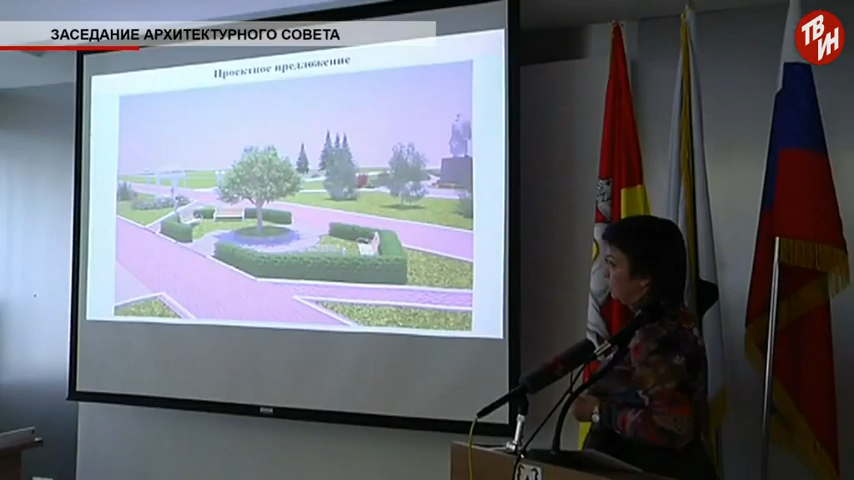 ЗАСЕДАНИЕ АРХИТЕКТУРНОГО СОВЕТА
ТВ
ИН
Проектное предложение